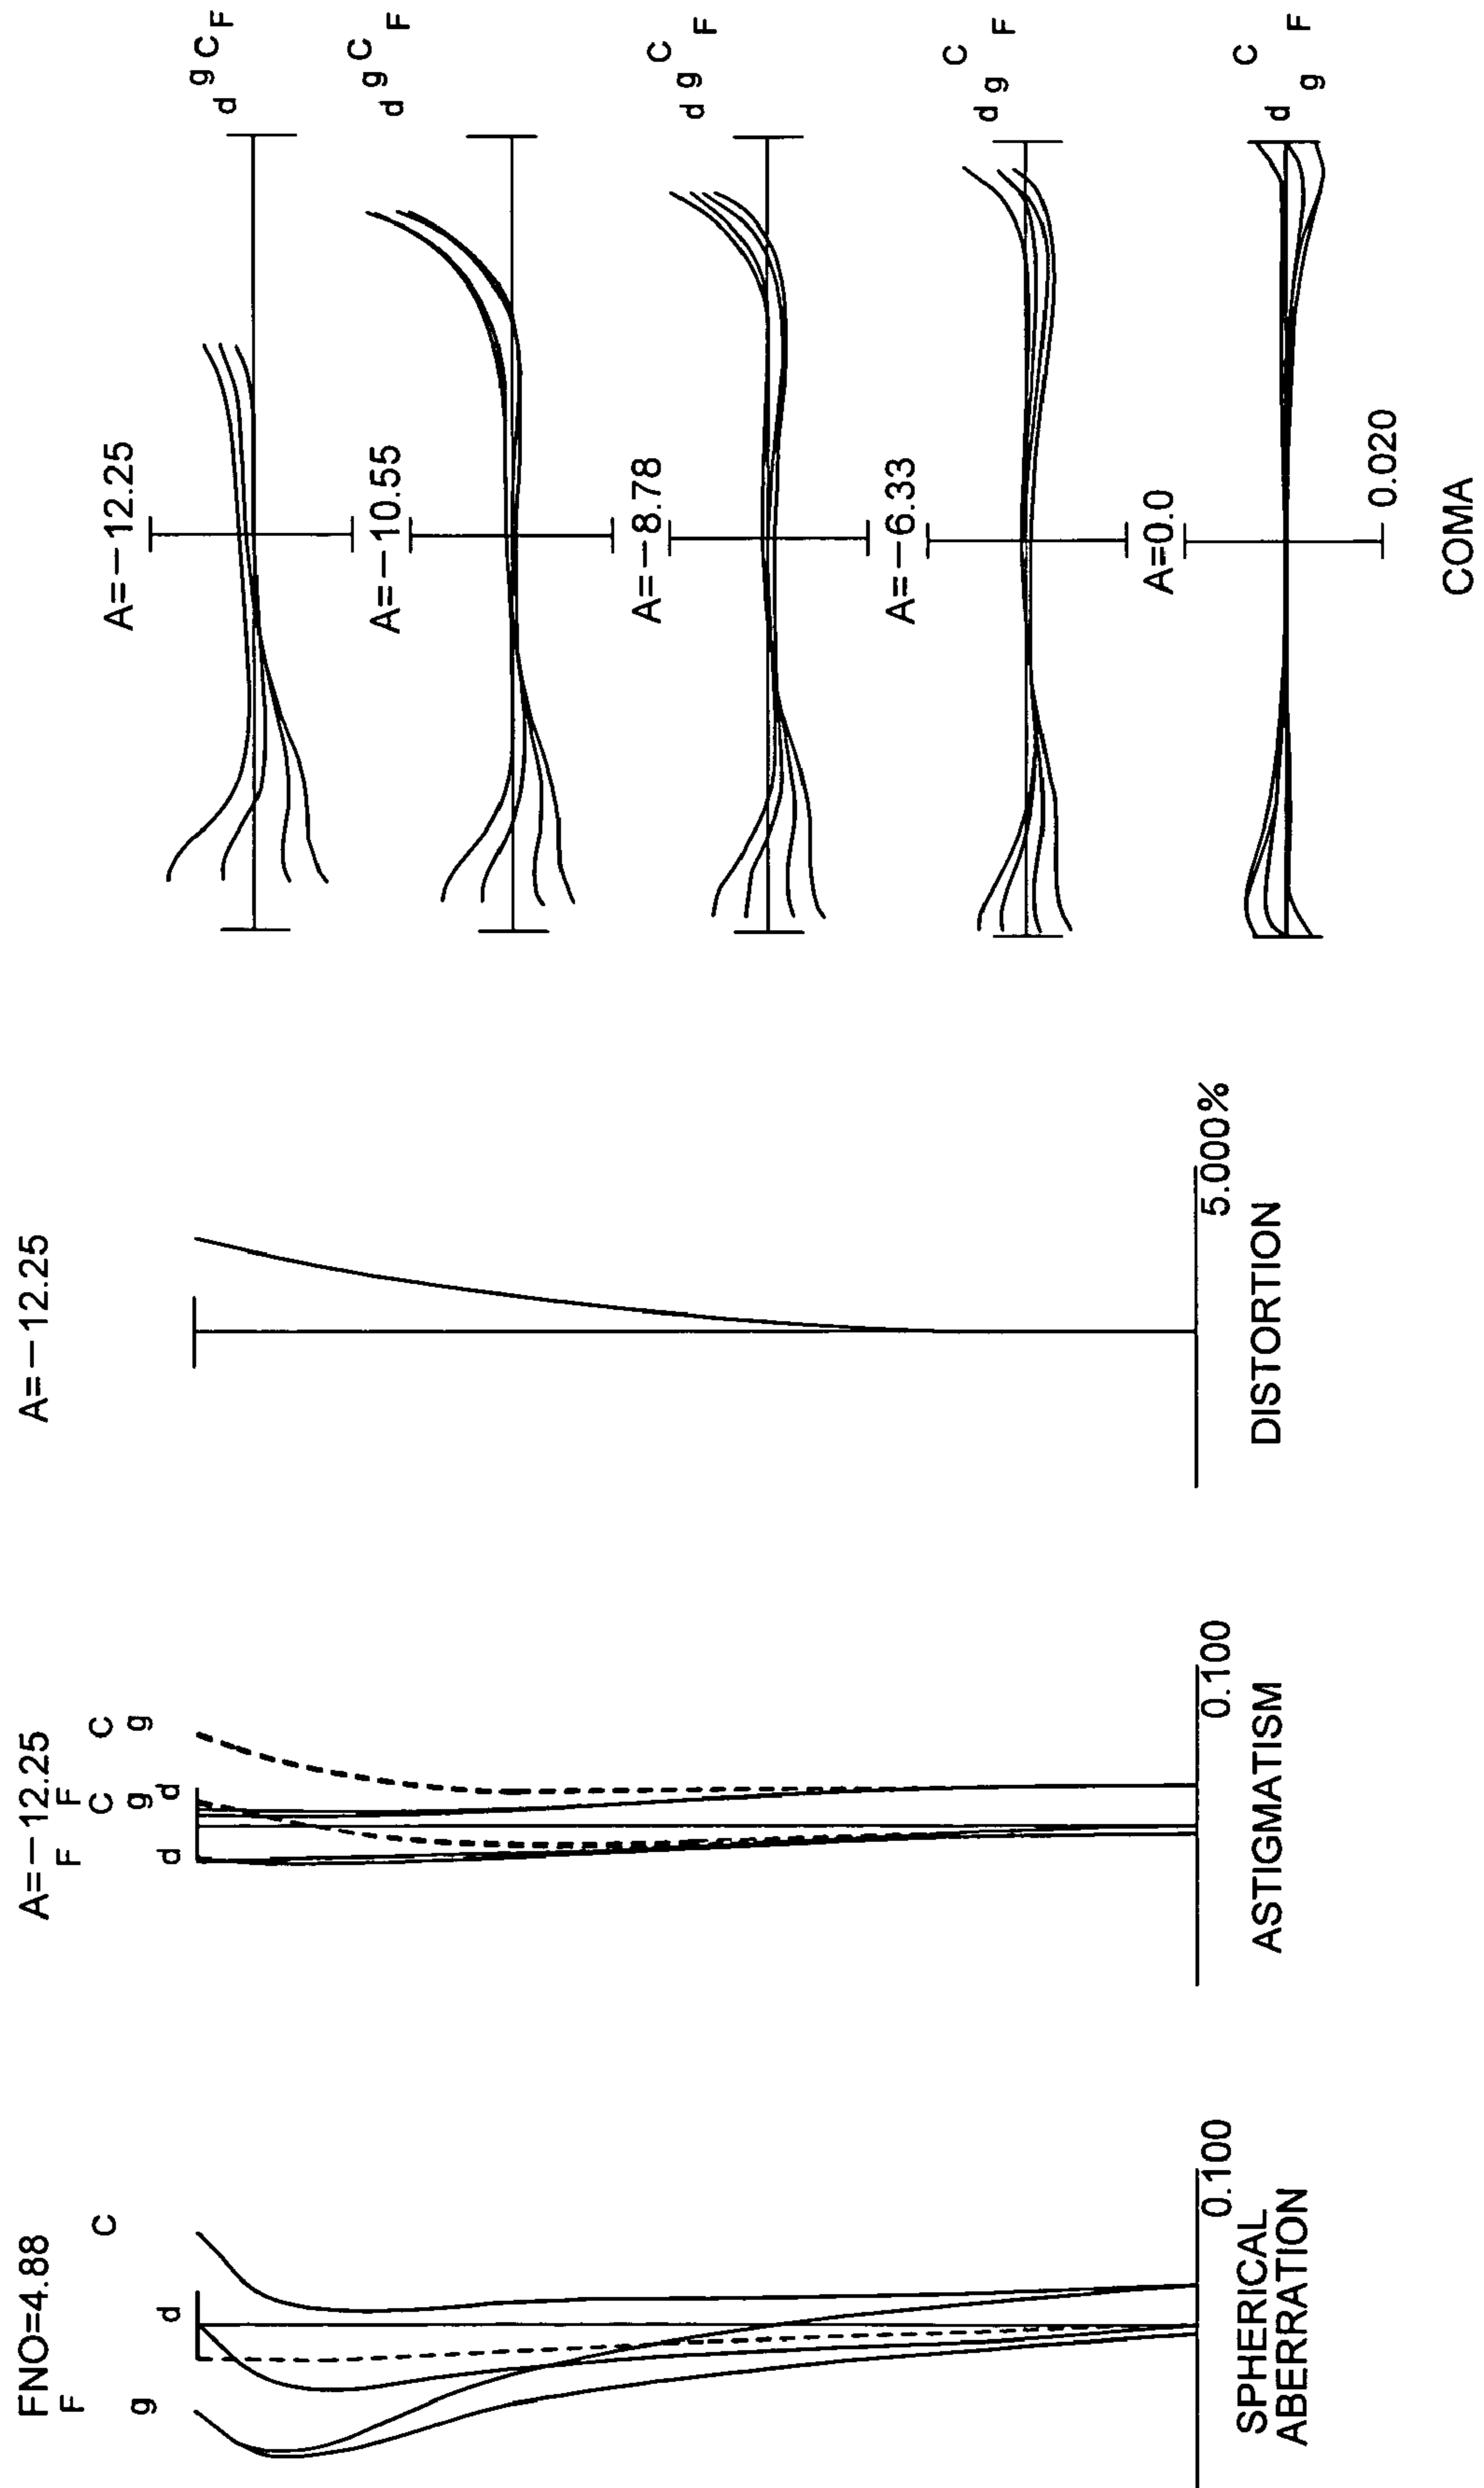 FNO=4.88
F
C
d
g
0.100
SPHERICAL
ABERRATION
A=-12.25
F F C
C g
d g d
0.100
ASTIGMATISM
A=-12.25
5.000%
DISTORTION
A=-12.25
d g C F
A=-10.55
d g C F
A=-8.78
d g C F
A=-6.33
d g C F
A=0.0
d g C F
0.020
COMA